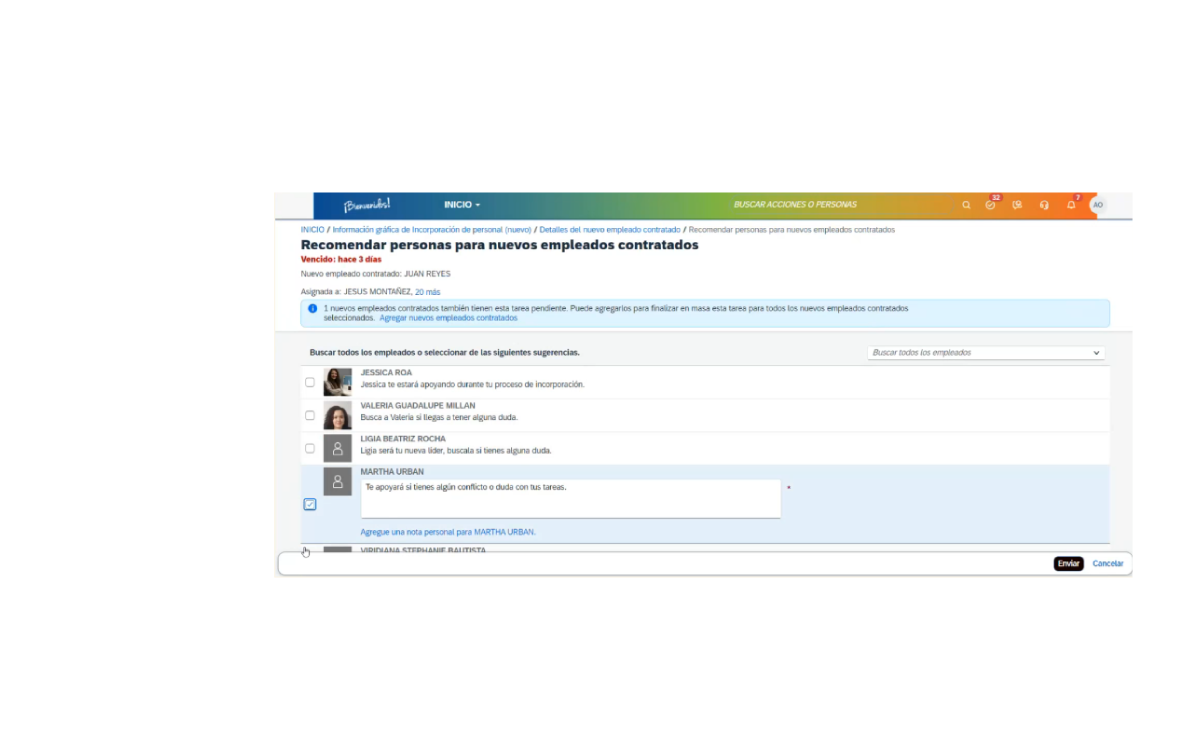 ¡Bienvenidos!
INICIO
BUSCAR ACCIONES O PERSONAS
32
7
AO
INICIO / Información gráfica de Incorporación de personal (nuevo) / Detalles del nuevo empleado contratado / Recomendar personas para nuevos empleados contratados
Recomendar personas para nuevos empleados contratados
Vencido: hace 3 días
Nuevo empleado contratado: JUAN REYES
Asignada a: JESUS MONTAÑEZ, 20 más
1 nuevos empleados contratados también tienen esta tarea pendiente. Puede agregarlos para finalizar en masa esta tarea para todos los nuevos empleados contratados
seleccionados. Agregar nuevos empleados contratados
Buscar todos los empleados o seleccionar de las siguientes sugerencias.
Buscar todos los empleados
JESSICA ROA
Jessica te estará apoyando durante tu proceso de incorporación.
VALERIA GUADALUPE MILLAN
Busca a Valeria si llegas a tener alguna duda.
LIGIA BEATRIZ ROCHA
Ligia será tu nueva líder, buscala si tienes alguna duda.
MARTHA URBAN
Te apoyará si tienes algún conflicto o duda con tus tareas.
*
Agregue una nota personal para MARTHA URBAN.
VIRIDIANA STEPHANIE BAUTISTA
Enviar
Cancelar